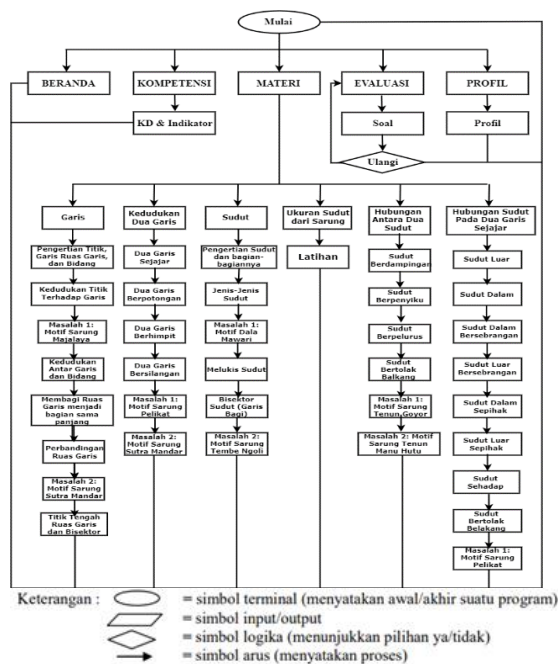 Mulai
BERANDA
KOMPETENSI
MATERI
EVALUASI
PROFIL
KD & Indikator
Soal
Profil
Ulangi
Garis
Pengertian Titik,
Garis Ruas Garis,
dan Bidang
Kedudukan Titik
Terhadap Garis
Masalah 1:
Motif Sarung
Majalaya
Kedudukan
Antar Garis
dan Bidang
Membagi Ruas
Garis menjadi
bagian sama
panjang
Perbandingan
Ruas Garis
Masalah 2:
Motif Sarung
Sutra Mandar
Titik Tengah
Ruas Garis
dan Bisektor
Kedudukan
Dua Garis
Dua Garis
Sejajar
Dua Garis
Berpotongan
Dua Garis
Berhimpit
Dua Garis
Bersilangan
Masalah 1:
Motif Sarung
Pelikat
Masalah 2:
Motif Sarung
Sutra Mandar
Sudut
Pengertian Sudut
dan bagian-
bagiannya
Jenis-Jenis
Sudut
Masalah 1:
Motif Dala
Mawari
Melukis Sudut
Bisektor
Sudut (Garis
Bagi)
Masalah 2:
Motif Sarung
Tembe Ngoli
Ukuran Sudut
dari Sarung
Latihan
Hubungan
Antara Dua
Sudut
Sudut
Berdampingan
Sudut
Berpenyiku
Sudut
Berpelurus
Sudut
Bertolak
Balkang
Masalah 1:
Motif Sarung
Tenun Goyor
Masalah 2: Motif
Sarung Tenun
Manu Hutu
Hubungan Sudut
Pada Dua Garis
Sejajar
Sudut Luar
Sudut Dalam
Sudut Dalam
Bersebrangan
Sudut Luar
Bersebrangan
Sudut Dalam
Sepihak
Sudut Luar
Sepihak
Sudut
Sehadap
Sudut
Bertolak
Belakang
Masalah 1:
Motif Sarung
Pelikat
Keterangan :
= simbol terminal (menyatakan awal/akhir suatu program)
= simbol input/output
= simbol logika (menunjukkan pilihan ya/tidak)
= simbol arus (menyatakan proses)